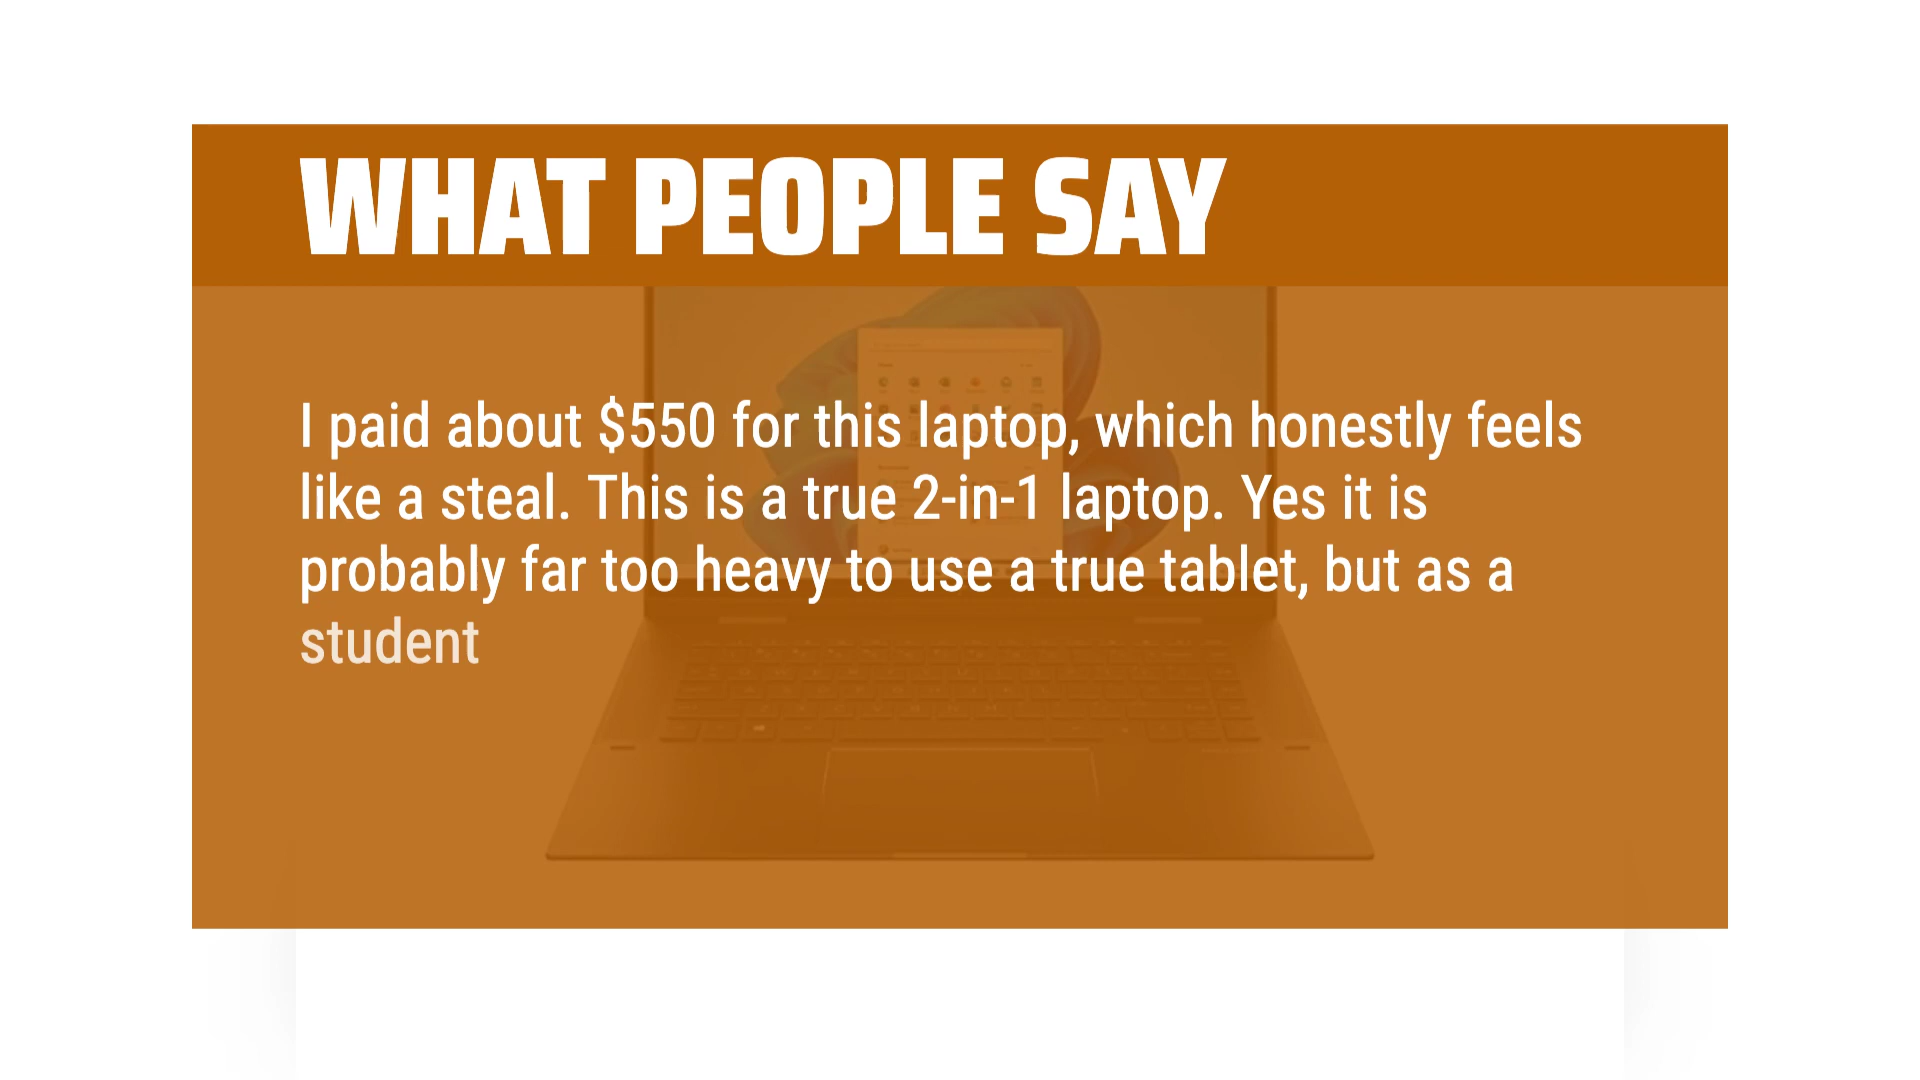 WHAT PEOPLE SAY
I paid about $550 for this laptop, which honestly feels
like a steal. This is a true 2-in-1 laptop. Yes it is
probably far too heavy to use a true tablet, but as a
student